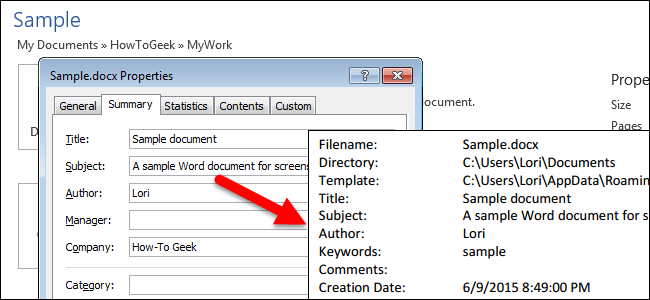 Sample
My Documents » HowToGeek » MyWork
Sample.docx Properties
?
General Summary Statistics Contents Custom
Title: Sample document
Subject: A sample Word document for
Author: Lori
Manager:
Company: How-To Geek
Category:
ocument.
Prope
Size
Pages
D
Filename: Sample.docx
Directory: C:\Users\Lori\Documents
Template: C:\Users\Lori\AppData\Roamin
Title: Sample document
Subject: A sample Word document for s
Author: Lori
Keywords: sample
Comments:
Creation Date: 6/9/2015 8:49:00 PM